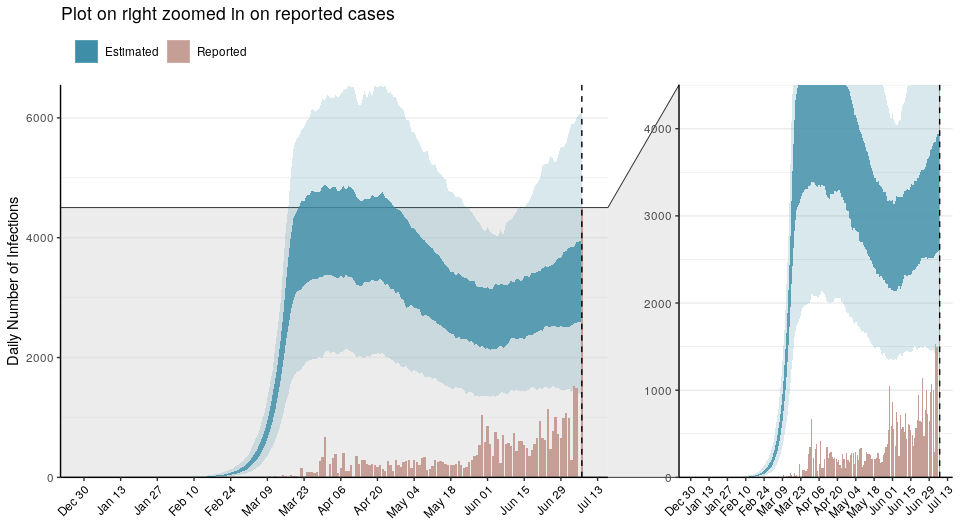 Plot on right zoomed in on reported cases
Estimated Reported
Daily Number of Infections
6000
4000
2000
0
Dec 30 Jan 13 Jan 27 Feb 10 Feb 24 Mar 09 Mar 23 Apr 06 Apr 20 May 04 May 18 Jun 01 Jun 15 Jun 29 Jul 13
4000
3000
2000
1000
0
Dec 30 Jan 13 Jan 27 Feb 10 Feb 24 Mar 09 Mar 23 Apr 06 Apr 20 May 04 May 18 Jun 01 Jun 15 Jun 29 Jul 13